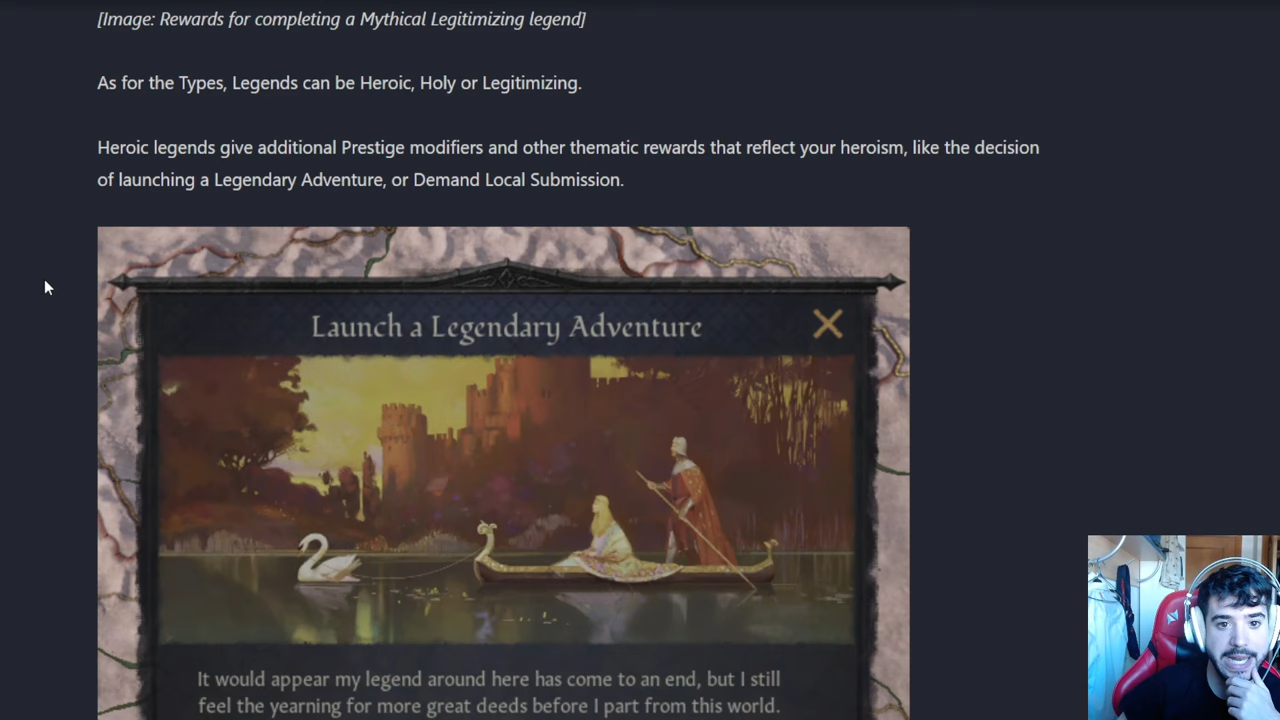 [Image: Rewards for completing a Mythical Legitimizing legend]
As for the Types, Legends can be Heroic, Holy or Legitimizing.
Heroic legends give additional Prestige modifiers and other thematic rewards that reflect your heroism, like the decision
of launching a Legendary Adventure, or Demand Local Submission.
Launch a Legendary Adventure
It would appear my legend around here has come to an end, but I still
feel the yearning for more great deeds before I part from this world.